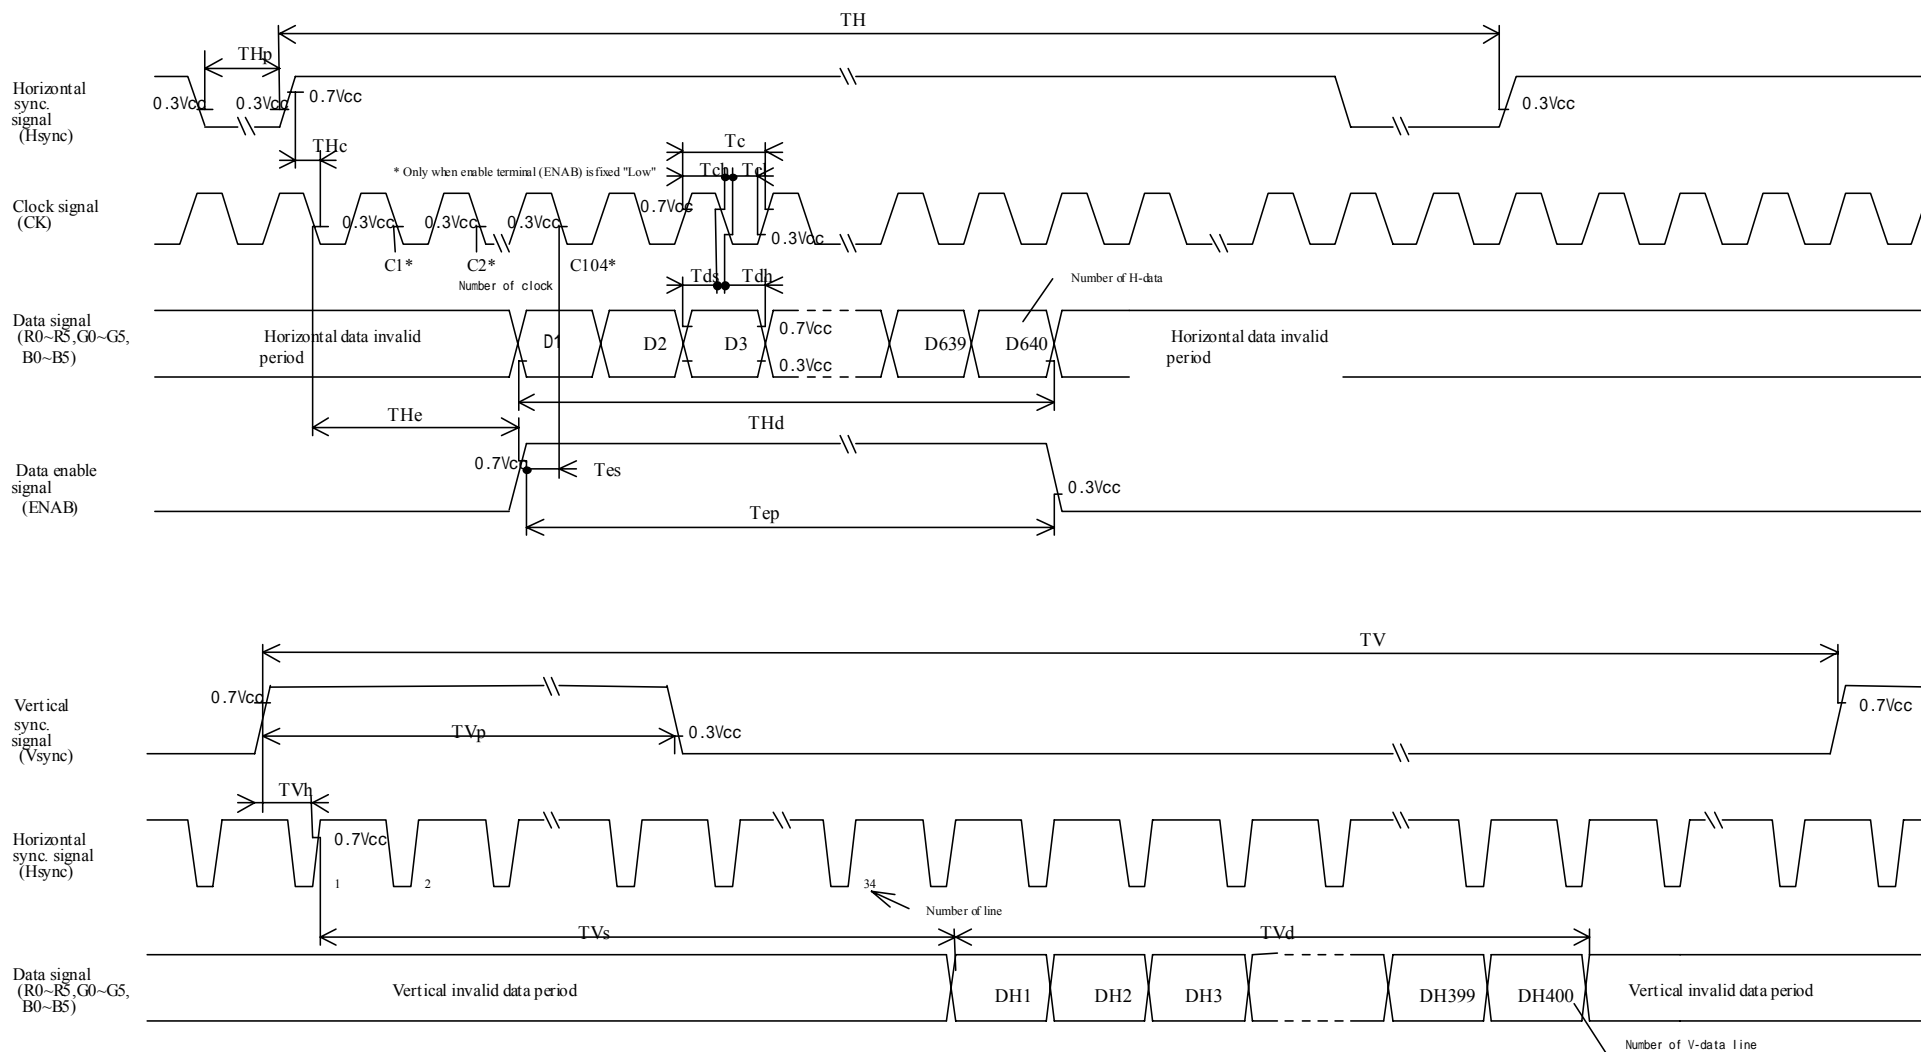 TH
THp
Horizontal
sync.
signal
(Hsync)
0.3Vcc
0.3Vcc
0.7Vcc
0.3Vcc
THc
Tc
* Only when enable terminal (ENAB) is fixed "Low"
Tch
Tcl
Clock signal
(CK)
0.3Vcc
0.3Vcc
0.3Vcc
0.7Vcc
0.3Vcc
C1*
C2*
C104*
Number of clock
Tds
Tdh
Number of H-data
Data signal
(R0~R5,G0~G5,
B0~B5)
Horizontal data invalid
period
D1
D2
D3
0.7Vcc
0.3Vcc
D639
D640
Horizontal data invalid
period
THe
THd
Data enable
signal
(ENAB)
0.7Vcc
Tes
0.3Vcc
Tep
TV
Vertical
sync.
signal
(Vsync)
0.7Vcc
TVp
0.3Vcc
0.7Vcc
TVh
Horizontal
sync. signal
(Hsync)
0.7Vcc
1
2
34
Number of line
TVs
TVd
Data signal
(R0~R5,G0~G5,
B0~B5)
Vertical invalid data period
DH1
DH2
DH3
DH399
DH400
Vertical invalid data period
Number of V-data line